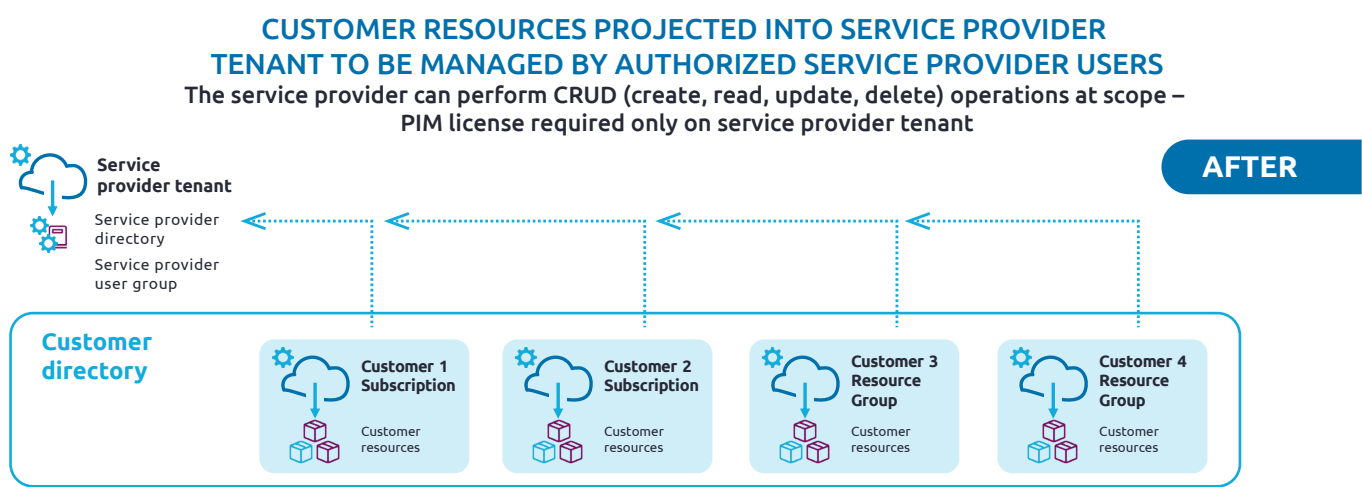 CUSTOMER RESOURCES PROJECTED INTO SERVICE PROVIDER
TENANT TO BE MANAGED BY AUTHORIZED SERVICE PROVIDER USERS
The service provider can perform CRUD (create, read, update, delete) operations at scope –
PIM license required only on service provider tenant
AFTER
Service
provider tenant
Service provider
directory
Service provider
user group
Customer
directory
Customer 1
Subscription
Customer
resources
Customer 2
Subscription
Customer
resources
Customer 3
Resource
Group
Customer
resources
Customer 4
Resource
Group
Customer
resources